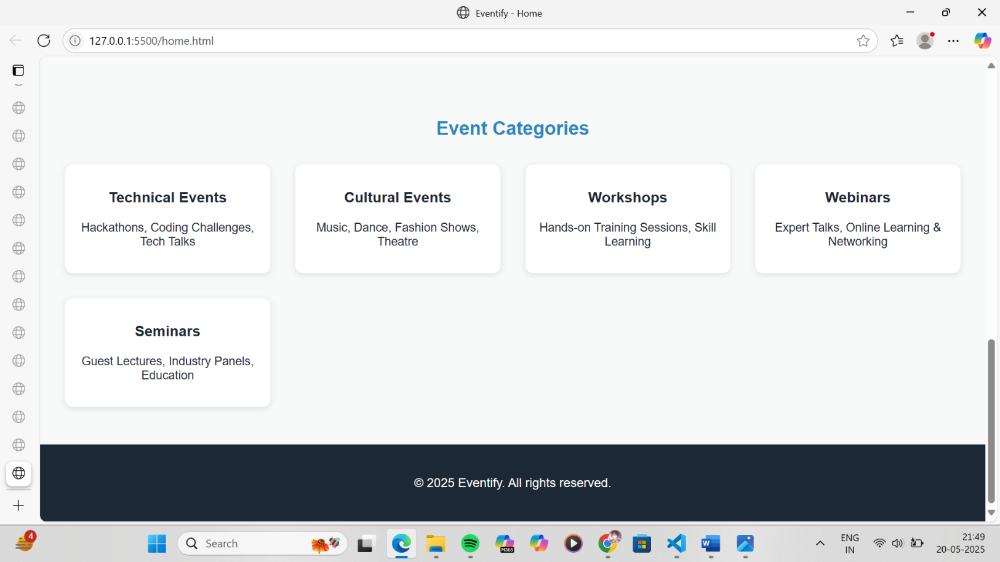 Eventify - Home
127.0.0.1:5500/home.html
Event Categories
Technical Events
Hackathons, Coding Challenges,
Tech Talks
Cultural Events
Music, Dance, Fashion Shows,
Theatre
Workshops
Hands-on Training Sessions, Skill
Learning
Webinars
Expert Talks, Online Learning &
Networking
Seminars
Guest Lectures, Industry Panels,
Education
© 2025 Eventify. All rights reserved.
4
Search
M365
W
ENG
IN
21:49
20-05-2025